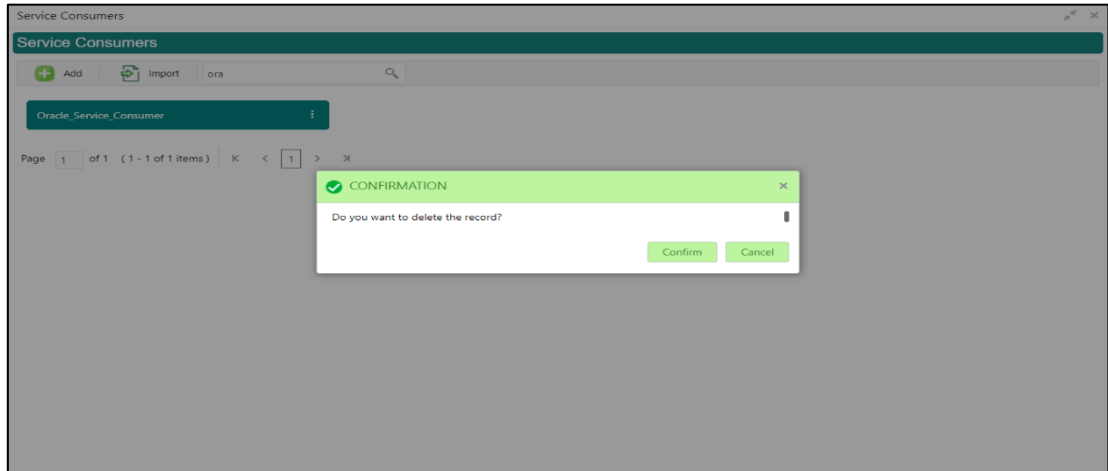 Service Consumers
Service Consumers
Add Import ora
Oracle_Service_Consumer
Page 1 of 1 ( 1 - 1 of 1 items ) 1
CONFIRMATION
Do you want to delete the record?
Confirm Cancel